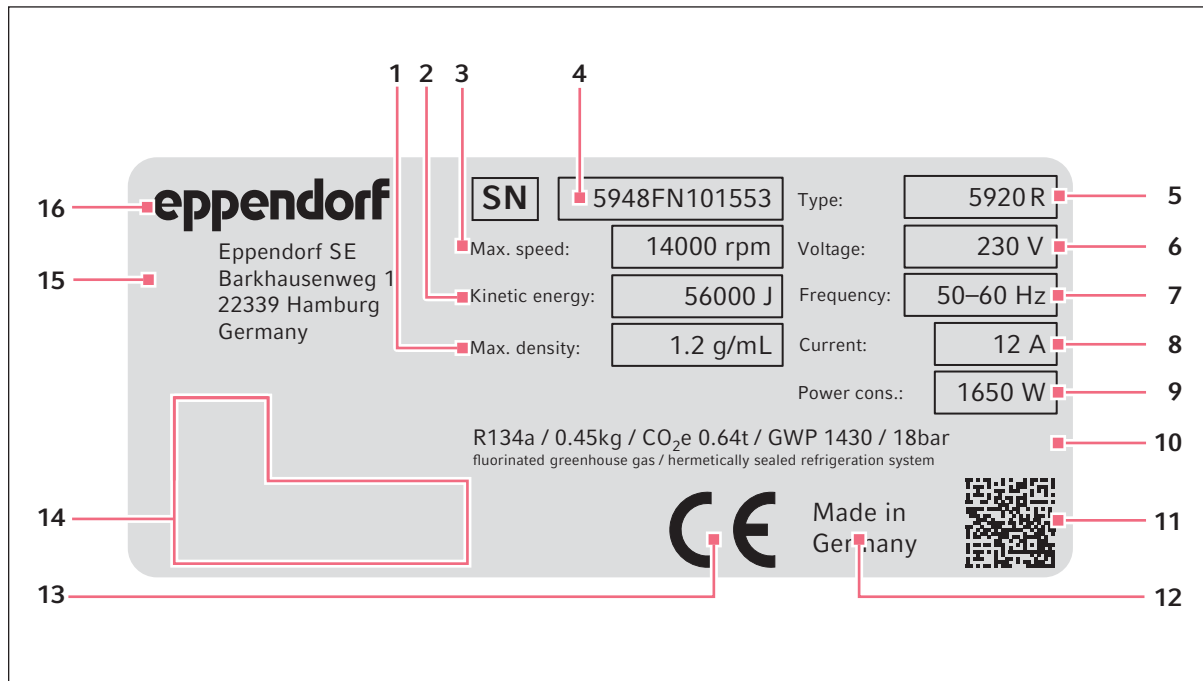 1 2 3 4
16 eppendorf SN 5948FN101553 Type: 5920 R 5
Eppendorf SE Max. speed: 14000 rpm Voltage: 230 V 6
15 Barkhausenweg 1
22339 Hamburg Kinetic energy: 56000 J Frequency: 50–60 Hz 7
Germany Max. density: 1.2 g/mL Current: 12 A 8
Power cons.: 1650 W 9
R134a / 0.45kg / CO₂e 0.64t / GWP 1430 / 18bar 10
fluorinated greenhouse gas / hermetically sealed refrigeration system
14 CE Made in 11
Germany
13 12